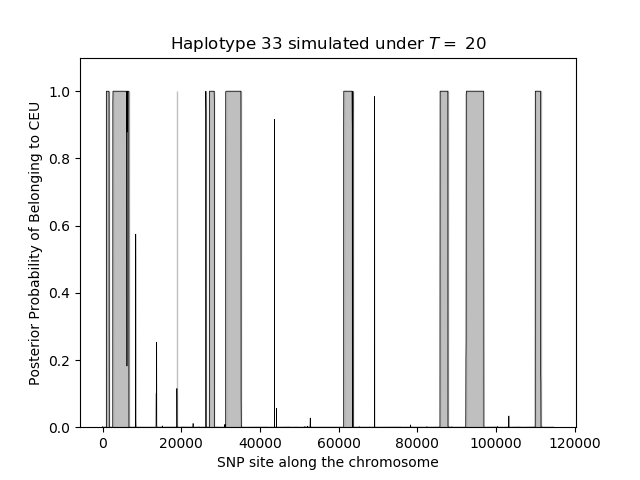 Haplotype 33 simulated under T = 20
Posterior Probability of Belonging to CEU
1.0
0.8
0.6
0.4
0.2
0.0
0 20000 40000 60000 80000 100000 120000
SNP site along the chromosome